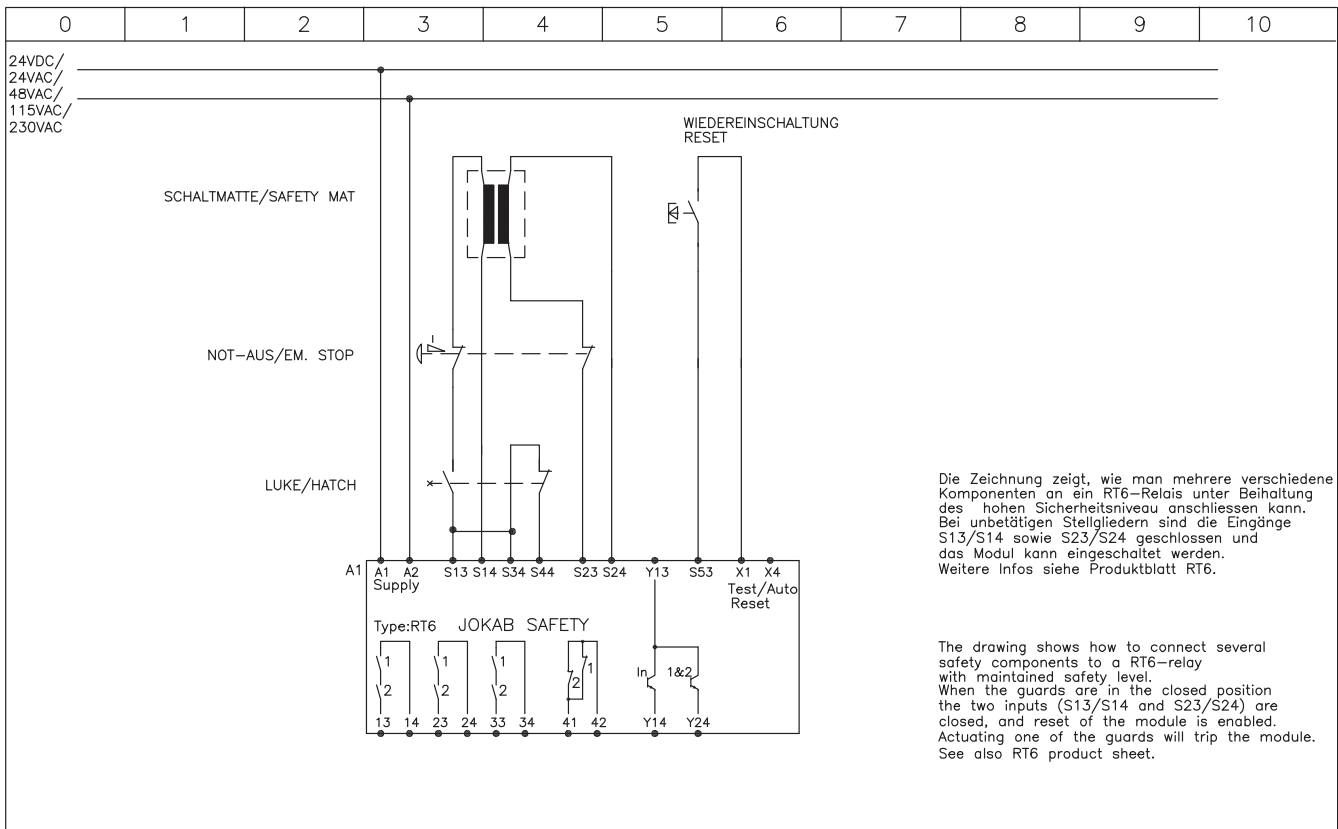 0 1 2 3 4 5 6 7 8 9 10
24VDC/
24VAC/
48VAC/
115VAC/
230VAC
WIEDEREINSCHALTUNG
RESET
SCHALTMATTE/SAFETY MAT
NOT-AUS/EM. STOP
LUKE/HATCH
Die Zeichnung zeigt, wie man mehrere verschiedene
Komponenten an ein RT6-Relais unter Beihaltung
des hohen Sicherheitsniveau anschliessen kann.
Bei unbetätigen Stellgliedern sind die Eingänge
S13/S14 sowie S23/S24 geschlossen und
das Modul kann eingeschaltet werden.
Weitere Infos siehe Produktblatt RT6.
A1 A1 A2 S13 S14 S34 S44 S23 S24 Y13 S53 X1 X4
Supply Test/Auto
Reset
Type:RT6 JOKAB SAFETY
1 1 1 1 In 1&2
2 2 2 2
13 14 23 24 33 34 41 42 Y14 Y24
The drawing shows how to connect several
safety components to a RT6-relay
with maintained safety level.
When the guards are in the closed position
the two inputs (S13/S14 and S23/S24) are
closed, and reset of the module is enabled.
Actuating one of the guards will trip the module.
See also RT6 product sheet.